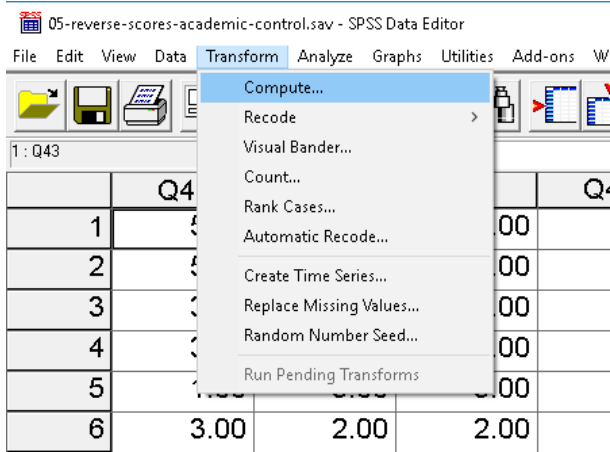 05-reverse-scores-academic-control.sav - SPSS Data Editor
File Edit View Data Transform Analyze Graphs Utilities Add-ons W
Compute...
Recode
1 : Q43
Visual Bander...
Count...
Rank Cases...
Automatic Recode...
Create Time Series...
Replace Missing Values...
Random Number Seed...
Run Pending Transforms
1
2
3
4
5
6 3.00 2.00 2.00